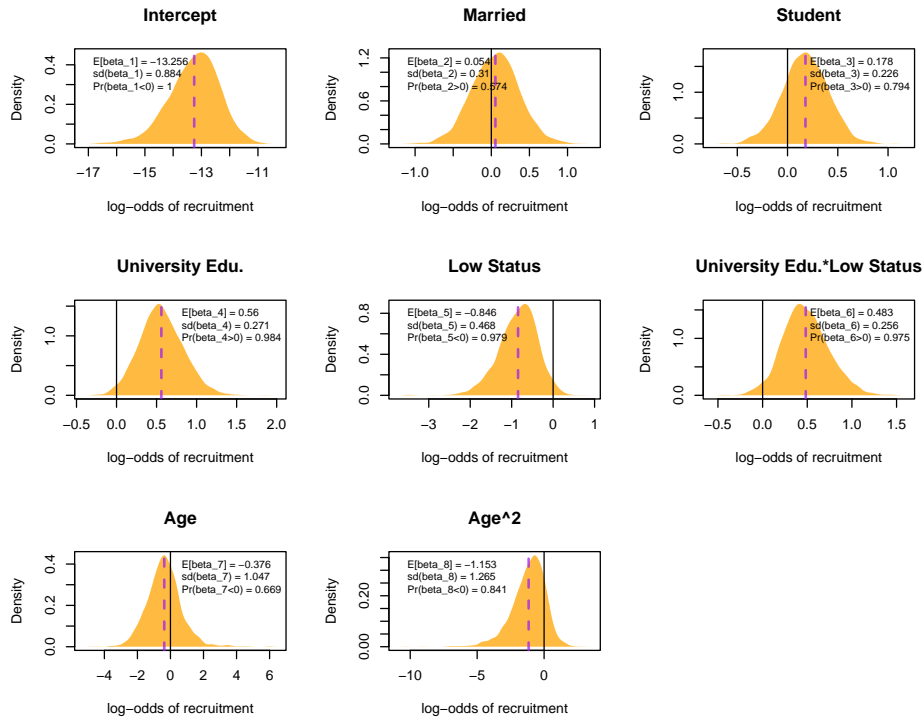 Intercept
Density
0.0 0.2 0.4
E[beta_1] = −13.256
sd(beta_1) = 0.884
Pr(beta_1<0) = 1
−17 −15 −13 −11
log−odds of recruitment
Married
Density
0.0 0.6 1.2
E[beta_2] = 0.054
sd(beta_2) = 0.31
Pr(beta_2>0) = 0.574
−1.0 0.0 0.5 1.0
log−odds of recruitment
Student
Density
0.0 1.0
E[beta_3] = 0.178
sd(beta_3) = 0.226
Pr(beta_3>0) = 0.794
−0.5 0.0 0.5 1.0
log−odds of recruitment
University Edu.
Density
0.0 1.0
E[beta_4] = 0.56
sd(beta_4) = 0.271
Pr(beta_4>0) = 0.984
−0.5 0.0 0.5 1.0 1.5 2.0
log−odds of recruitment
Low Status
Density
0.0 0.4 0.8
E[beta_5] = −0.846
sd(beta_5) = 0.468
Pr(beta_5<0) = 0.979
−3 −2 −1 0 1
log−odds of recruitment
University Edu.*Low Status
Density
0.0 1.0
E[beta_6] = 0.483
sd(beta_6) = 0.256
Pr(beta_6>0) = 0.975
−0.5 0.0 0.5 1.0 1.5
log−odds of recruitment
Age
Density
0.0 0.2 0.4
E[beta_7] = −0.376
sd(beta_7) = 1.047
Pr(beta_7<0) = 0.669
−4 −2 0 2 4 6
log−odds of recruitment
Age^2
Density
0.00 0.20
E[beta_8] = −1.153
sd(beta_8) = 1.265
Pr(beta_8<0) = 0.841
−10 −5 0
log−odds of recruitment